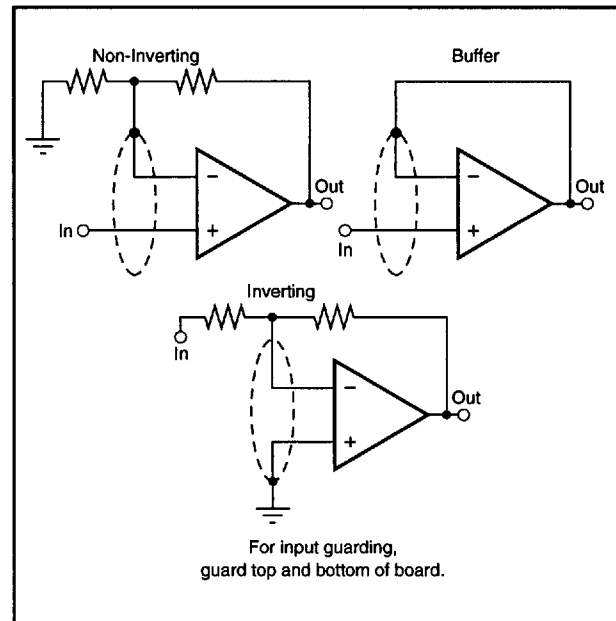 Non-Inverting
Buffer
−
+
In
Out
−
+
In
Out
Inverting
In
−
+
Out
For input guarding,
guard top and bottom of board.